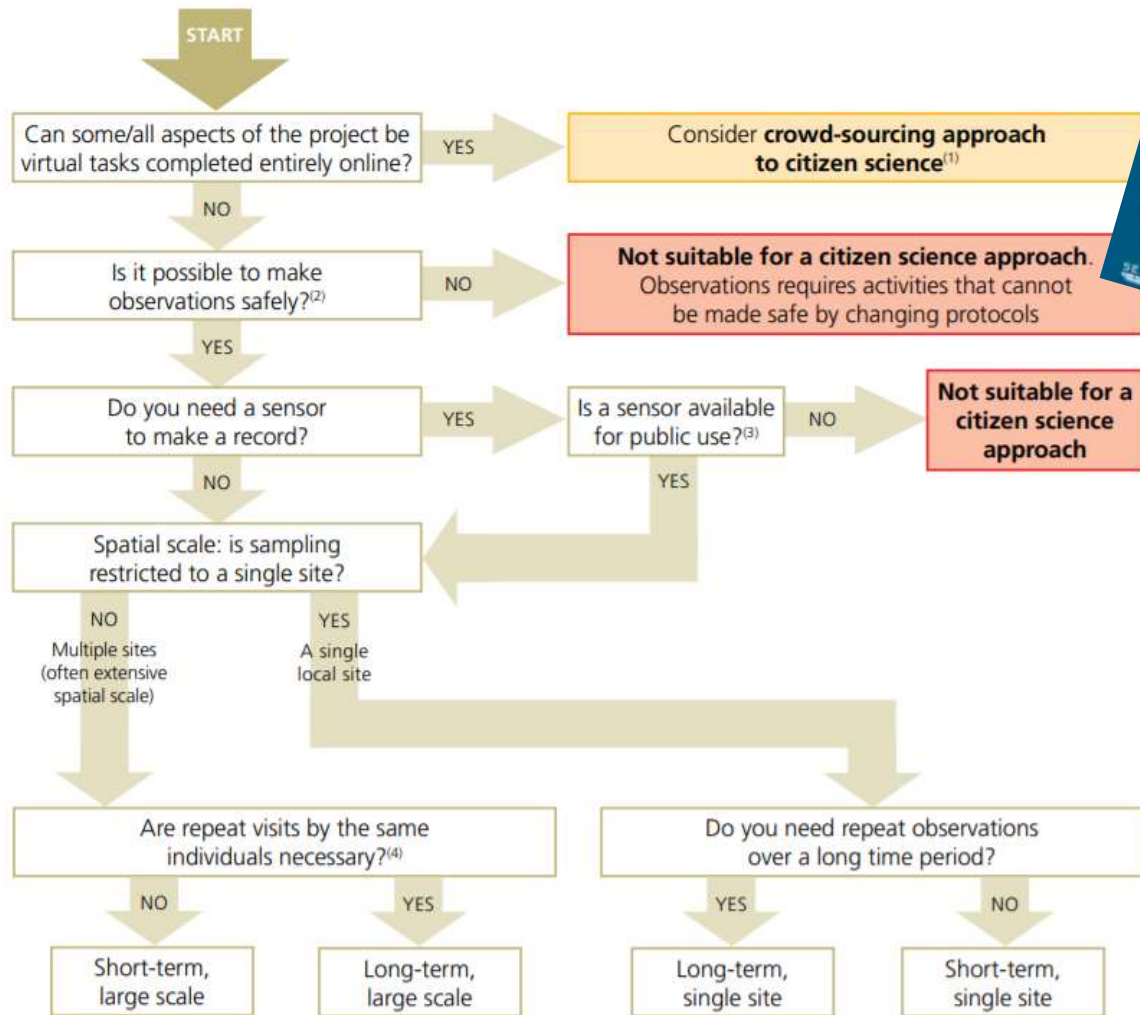 START
Can some/all aspects of the project be
virtual tasks completed entirely online?
YES
Consider crowd-sourcing approach
to citizen science(1)
NO
Is it possible to make
observations safely?(2)
NO
Not suitable for a citizen science approach.
Observations requires activities that cannot
be made safe by changing protocols
YES
Do you need a sensor
to make a record?
YES
Is a sensor available
for public use?(3)
NO
Not suitable for a
citizen science
approach
NO
YES
Spatial scale: is sampling
restricted to a single site?
NO
Multiple sites
(often extensive
spatial scale)
YES
A single
local site
Are repeat visits by the same
individuals necessary?(4)
Do you need repeat observations
over a long time period?
NO
YES
YES
NO
Short-term,
large scale
Long-term,
large scale
Long-term,
single site
Short-term,
single site